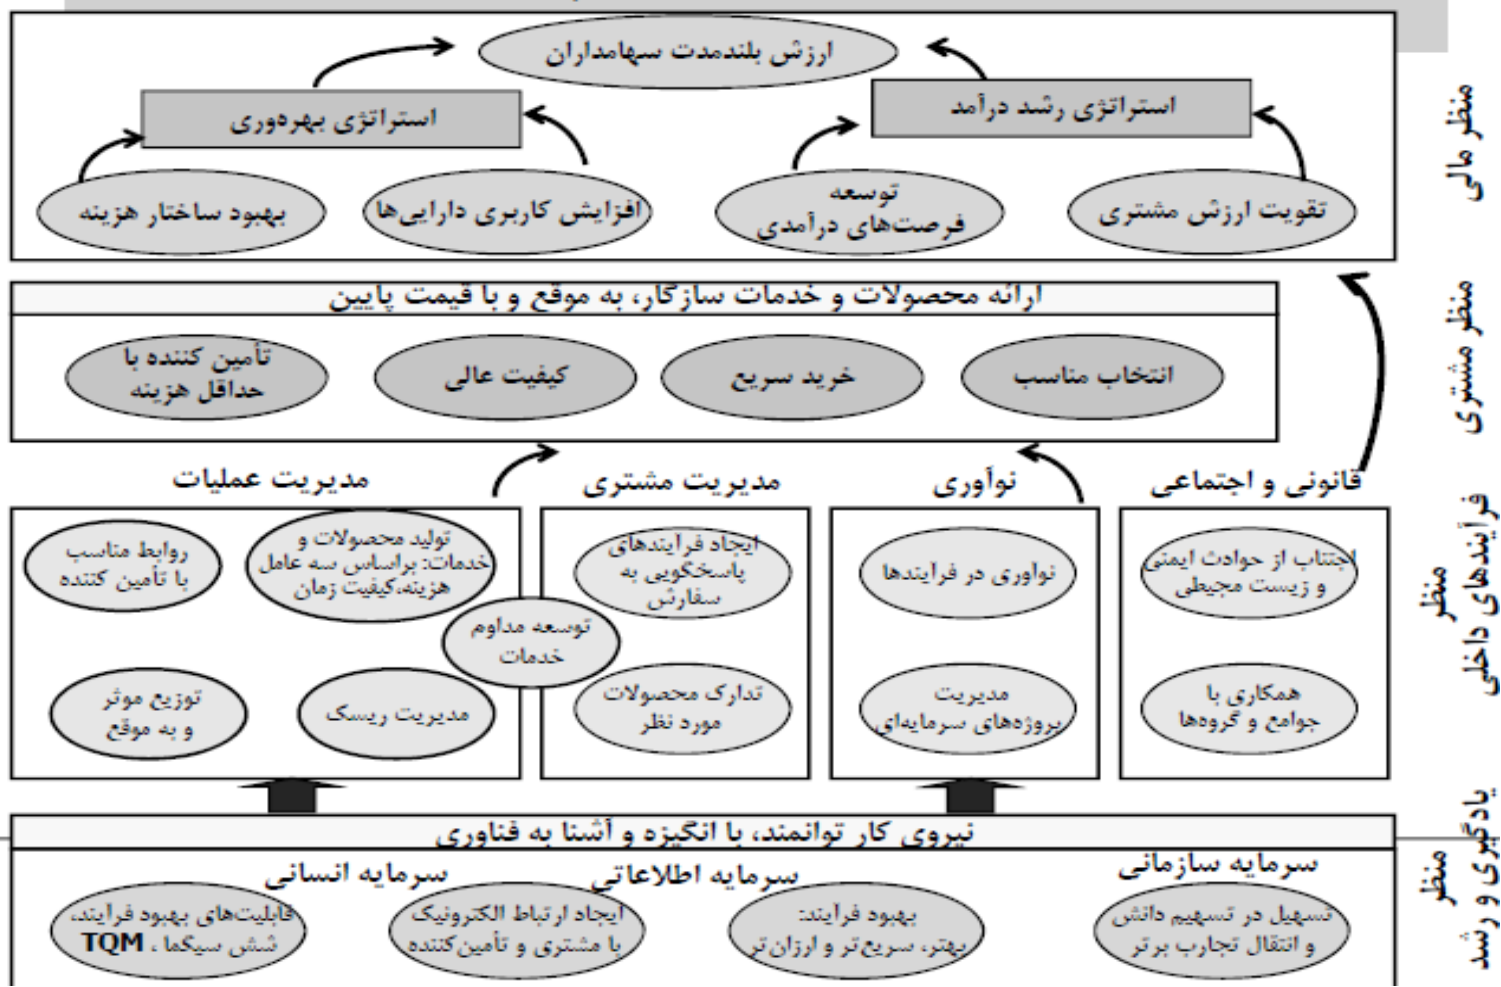 ارزش بلندمدت سهامداران
استراتژی رشد درآمد
استراتژی بهره‌وری
تقویت ارزش مشتری
توسعه
فرصت‌های درآمدی
افزایش کاربری دارایی‌ها
بهبود ساختار هزینه
منظر مالی
ارائه محصولات و خدمات سازگار، به موقع و با قیمت پایین
انتخاب مناسب
خرید سریع
کیفیت عالی
تأمین کننده با
حداقل هزینه
منظر مشتری
قانونی و اجتماعی
نوآوری
مدیریت مشتری
مدیریت عملیات
اجتناب از حوادث ایمنی
و زیست محیطی
همکاری با
جوامع و گروه‌ها
نوآوری در فرآیندها
مدیریت
پروژه‌های سرمایه‌ای
ایجاد فرآیندهای
پاسخگویی به
سفارش
تدارک محصولات
مورد نظر
توسعه مداوم
خدمات
تولید محصولات و
خدمات: براساس سه عامل
هزینه،کیفیت زمان
روابط مناسب
با تأمین کننده
مدیریت ریسک
توزیع موثر
و به موقع
منظر
فرآیندهای داخلی
نیروی کار توانمند، با انگیزه و آشنا به فناوری
سرمایه سازمانی
سرمایه اطلاعاتی
سرمایه انسانی
تسهیل در تسهیم دانش
و انتقال تجارب برتر
بهبود فرآیند:
بهتر، سریع‌تر و ارزان‌تر
ایجاد ارتباط الکترونیک
با مشتری و تأمین‌کننده
قابلیت‌های بهبود فرآیند،
شش سیگما ، TQM
منظر
یادگیری و رشد